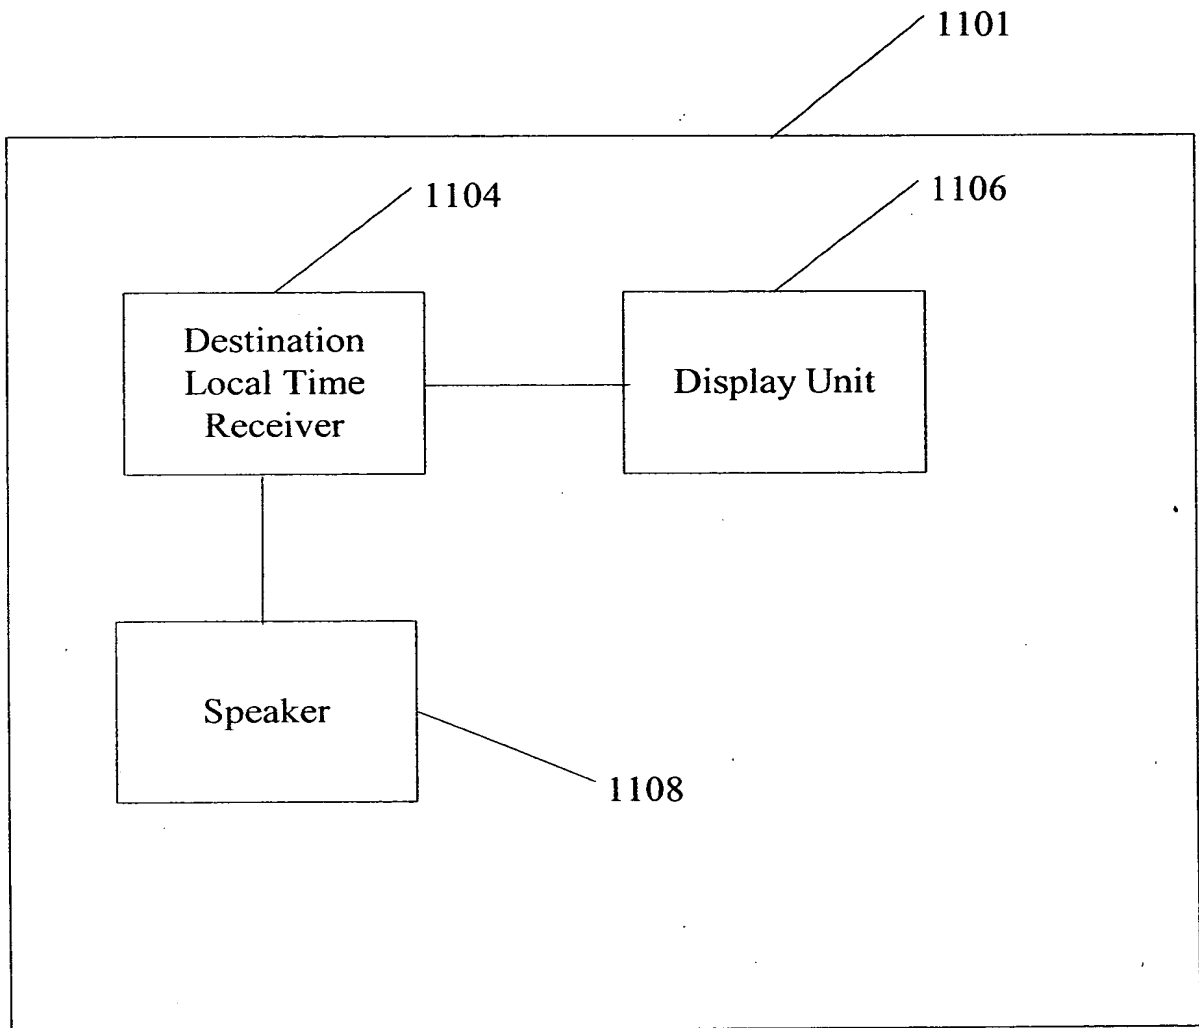 1101
1104
1106
Destination
Local Time
Receiver
Display Unit
Speaker
1108